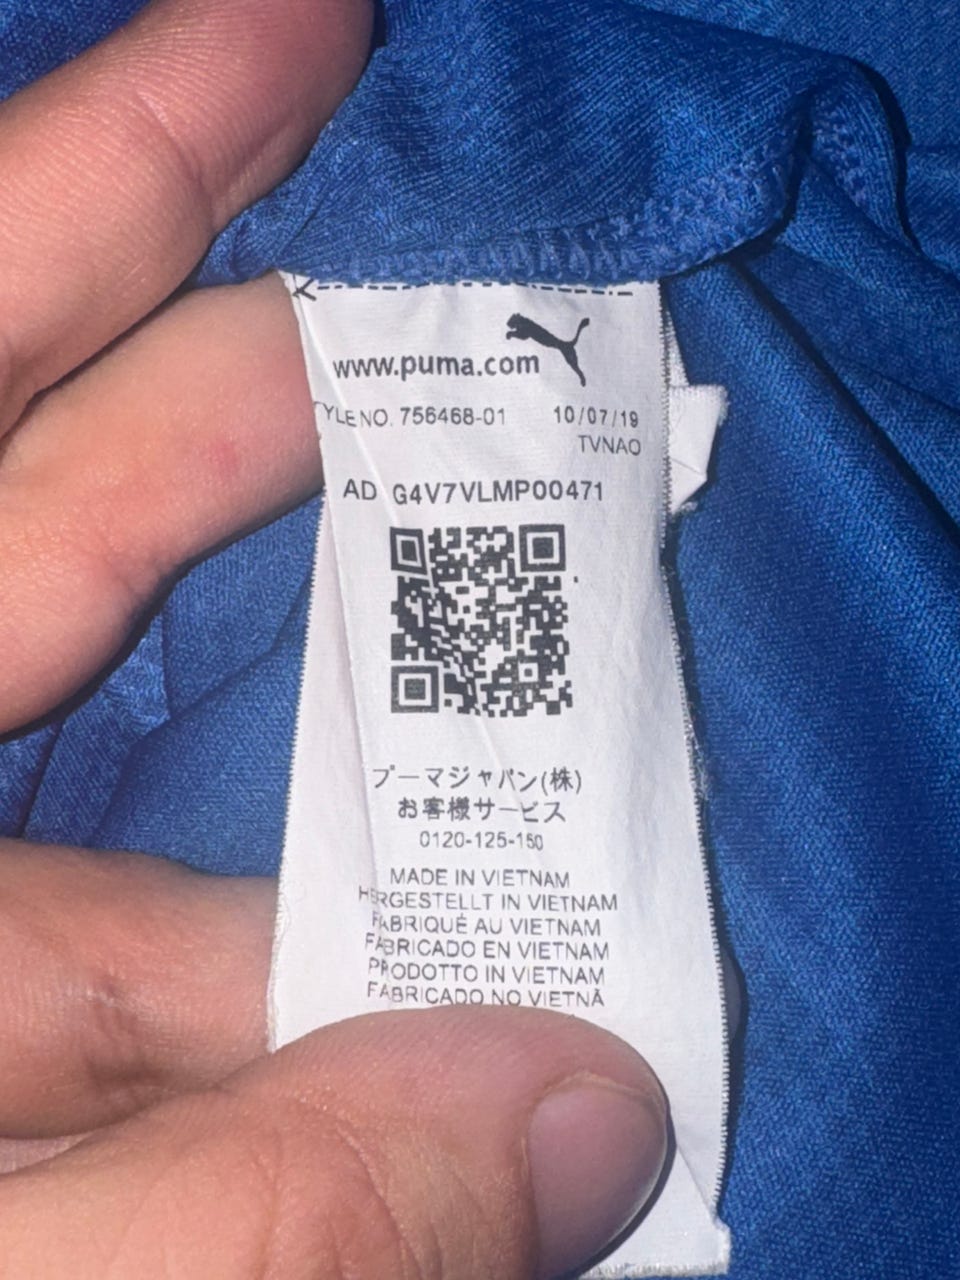 www.puma.com
TYLE NO. 756468-01 10/07/19
TVNAO
AD G4V7VLMP00471
プーマジャパン(株)
お客様サービス
0120-125-150
MADE IN VIETNAM
HERGESTELLT IN VIETNAM
FABRIQUÉ AU VIETNAM
FABRICADO EN VIETNAM
PRODOTTO IN VIETNAM
FABRICADO NO VIETNÃ